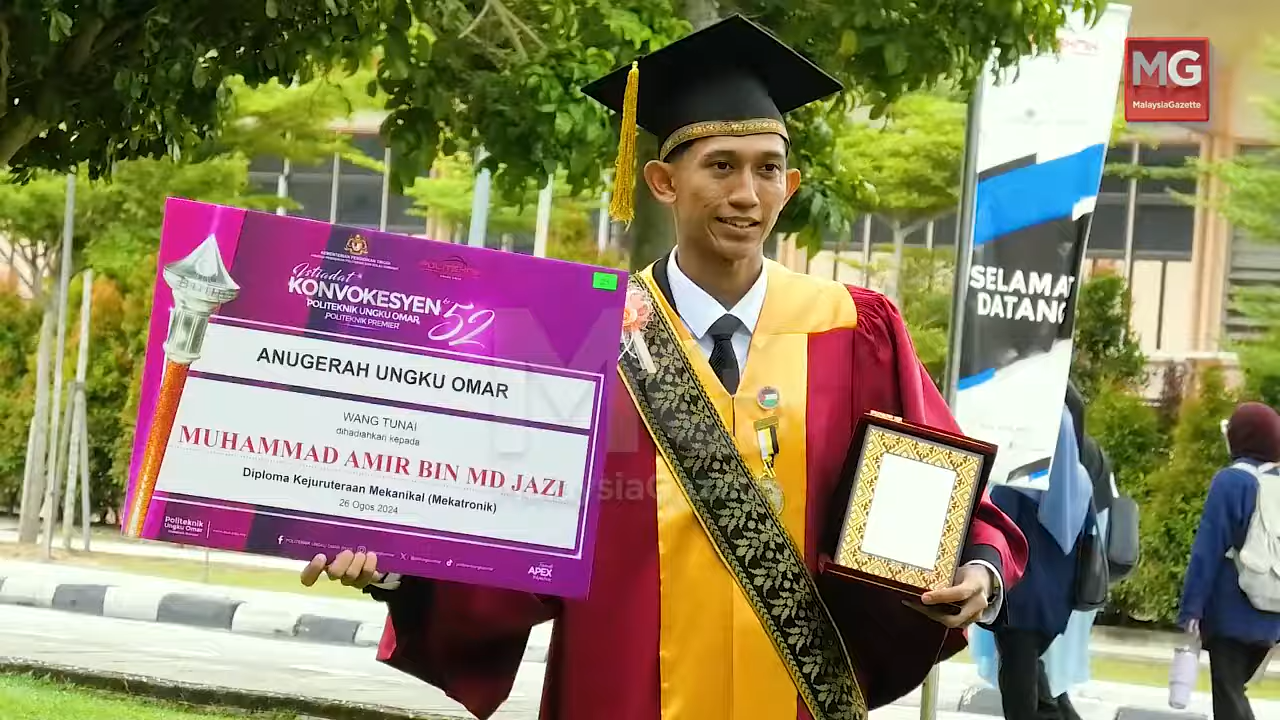 MG
MalaysiaGazette
KEMENTERIAN PENDIDIKAN TINGGI
POLITEKNIK
Istiadat
KONVOKESYEN ke 52
POLITEKNIK UNGKU OMAR,
POLITEKNIK PREMIER
ANUGERAH UNGKU OMAR
WANG TUNAI
dihadiahkan kepada
MUHAMMAD AMIR BIN MD JAZI
Diploma Kejuruteraan Mekanikal (Mekatronik)
26 Ogos 2024
Politeknik
Ungku Omar
APEX
SELAMAT
DATANG